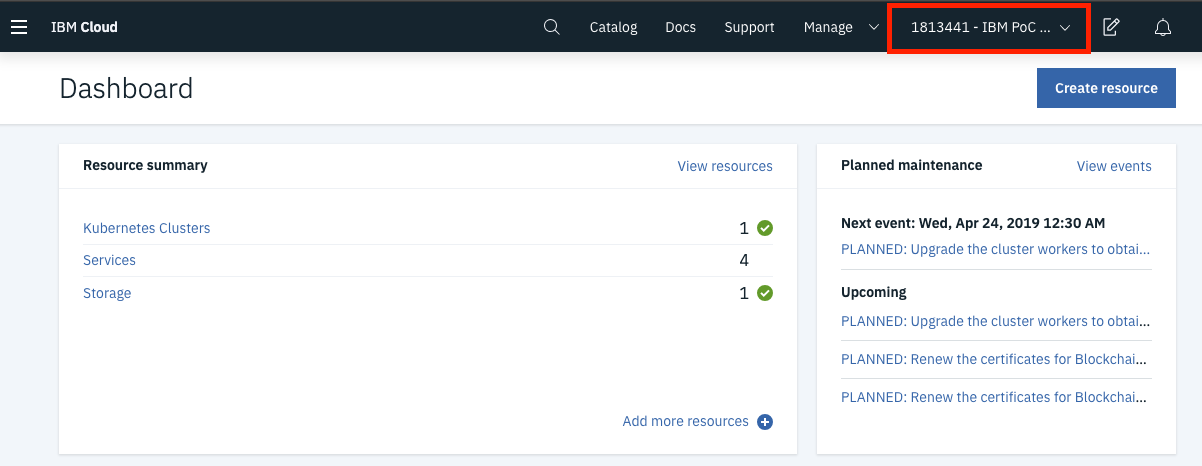 IBM Cloud Catalog Docs Support Manage 1813441 - IBM PoC ...
Dashboard
Create resource
Resource summary
View resources
Kubernetes Clusters 1
Services 4
Storage 1
Add more resources
Planned maintenance
View events
Next event: Wed, Apr 24, 2019 12:30 AM
PLANNED: Upgrade the cluster workers to obtai...
Upcoming
PLANNED: Upgrade the cluster workers to obtai...
PLANNED: Renew the certificates for Blockchai...
PLANNED: Renew the certificates for Blockchai...